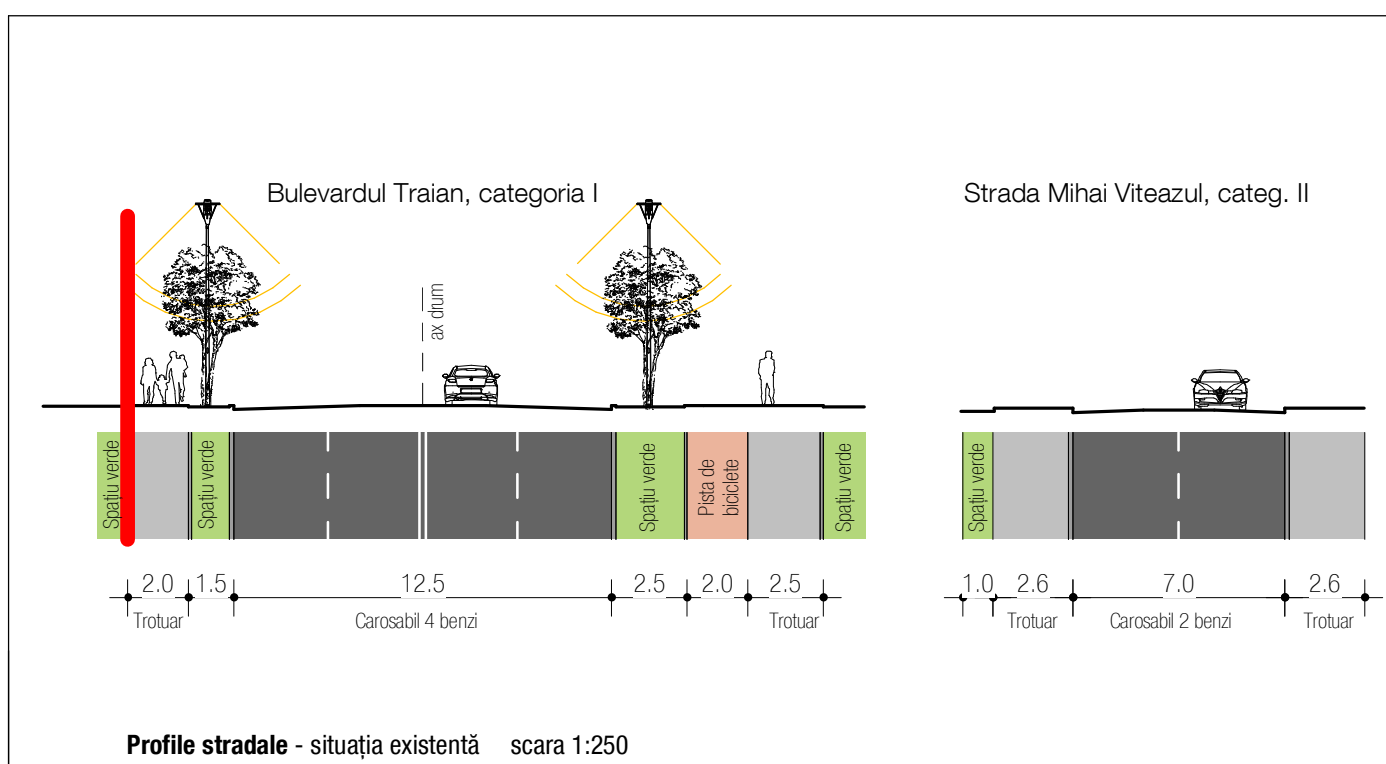 Bulevardul Traian, categoria I
Strada Mihai Viteazul, categ. II
ax drum
Spațiu verde
Spațiu verde
Spațiu verde
Pista de
biciclete
Spațiu verde
Spațiu verde
2.0 1.5 12.5 2.5 2.0 2.5
Trotuar Carosabil 4 benzi Trotuar
1.0 2.6 7.0 2.6
Trotuar Carosabil 2 benzi Trotuar
Profile stradale - situația existentă scara 1:250